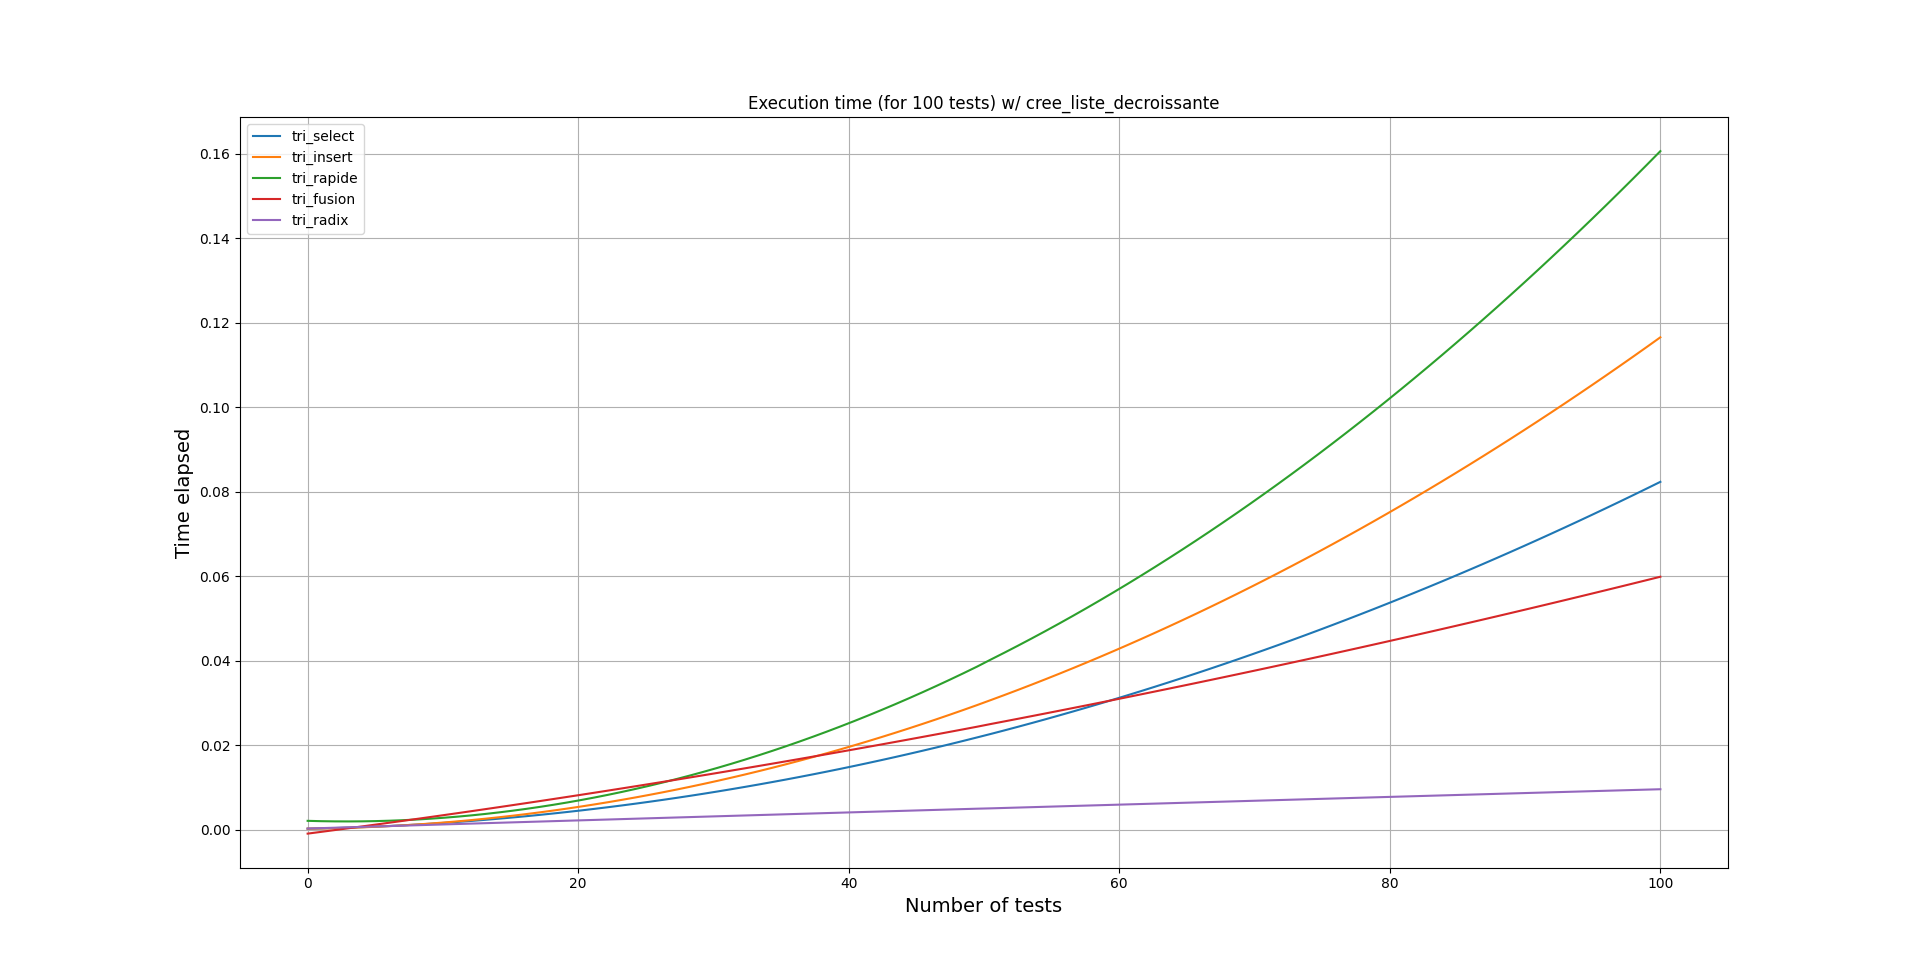 Execution time (for 100 tests) w/ cree_liste_decroissante
tri_select
tri_insert
tri_rapide
tri_fusion
tri_radix
0.16
0.14
0.12
0.10
0.08
0.06
0.04
0.02
0.00
Time elapsed
0 20 40 60 80 100
Number of tests